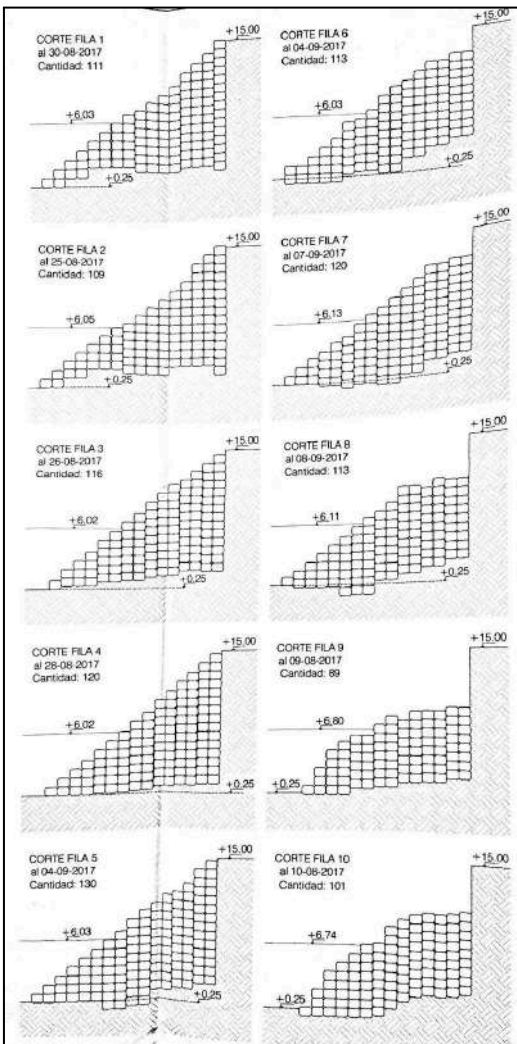 CORTE FILA 1
al 30-08-2017
Cantidad: 111
+15,00
+6,03
+0,25
CORTE FILA 2
al 25-08-2017
Cantidad: 109
+15,00
+6,05
+0,25
CORTE FILA 3
al 26-08-2017
Cantidad: 116
+15,00
+6,02
+0,25
CORTE FILA 4
al 28-08-2017
Cantidad: 120
+15,00
+6,02
+0,25
CORTE FILA 5
al 04-09-2017
Cantidad: 130
+15,00
+6,03
+0,25
CORTE FILA 6
al 04-09-2017
Cantidad: 113
+15,00
+6,03
+0,25
CORTE FILA 7
al 07-09-2017
Cantidad: 120
+15,00
+6,13
+0,25
CORTE FILA 8
al 08-09-2017
Cantidad: 113
+15,00
+6,11
+0,25
CORTE FILA 9
al 09-08-2017
Cantidad: 89
+15,00
+6,80
+0,25
CORTE FILA 10
al 10-08-2017
Cantidad: 101
+15,00
+6,74
+0,25